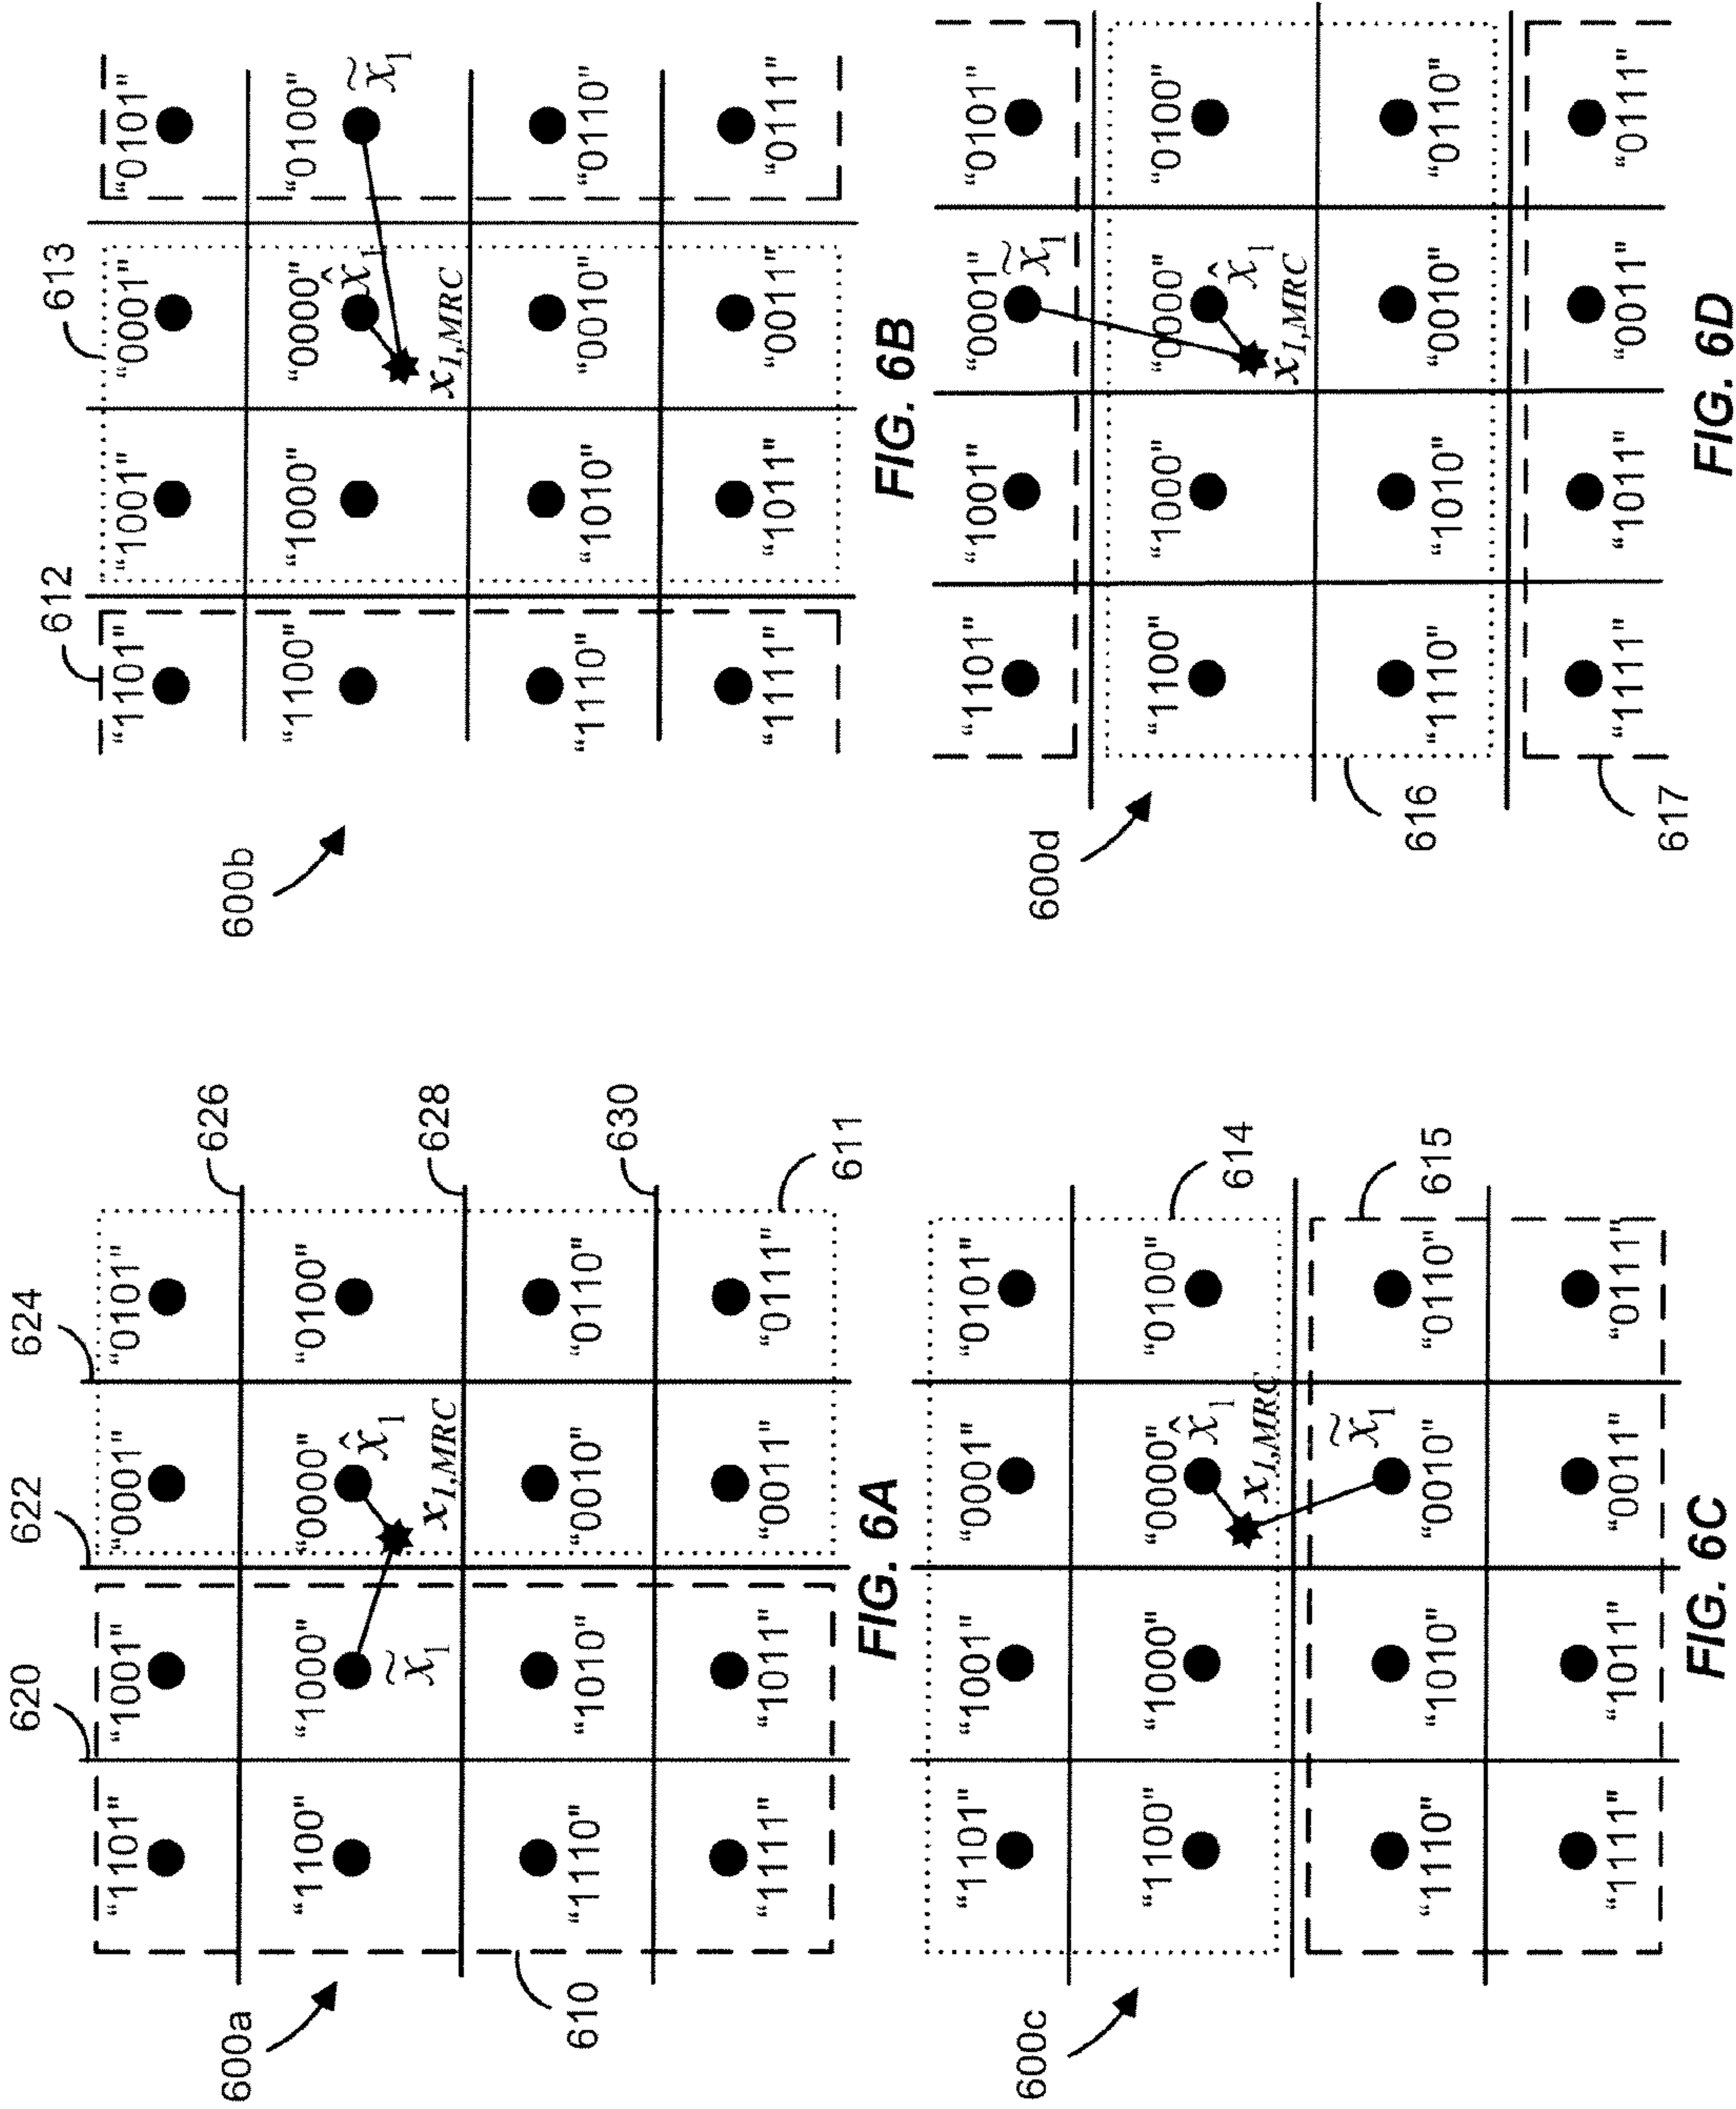 620 622 624
"1101" "1001" "0001" "0101"
626
600a
"1100" "1000" "0000" "0100"
x̂1
x̃1 x1,MRC
628
610
"1110" "1010" "0010" "0110"
630
"1111" "1011" "0011" "0111"
611
FIG. 6A
612 613
"1101" "1001" "0001" "0101"
600b
"1100" "1000" "0000" "0100"
x̂1 x̃1
x1,MRC
"1110" "1010" "0010" "0110"
"1111" "1011" "0011" "0111"
FIG. 6B
"1101" "1001" "0001" "0101"
600c
"1100" "1000" "0000" "0100"
x̂1
614
x1,MRC
x̃1
"1110" "1010" "0010" "0110"
615
"1111" "1011" "0011" "0111"
FIG. 6C
"1101" "1001" "0001" "0101"
x̃1
600d
"1100" "1000" "0000" "0100"
x̂1
x1,MRC
616
"1110" "1010" "0010" "0110"
"1111" "1011" "0011" "0111"
617
FIG. 6D